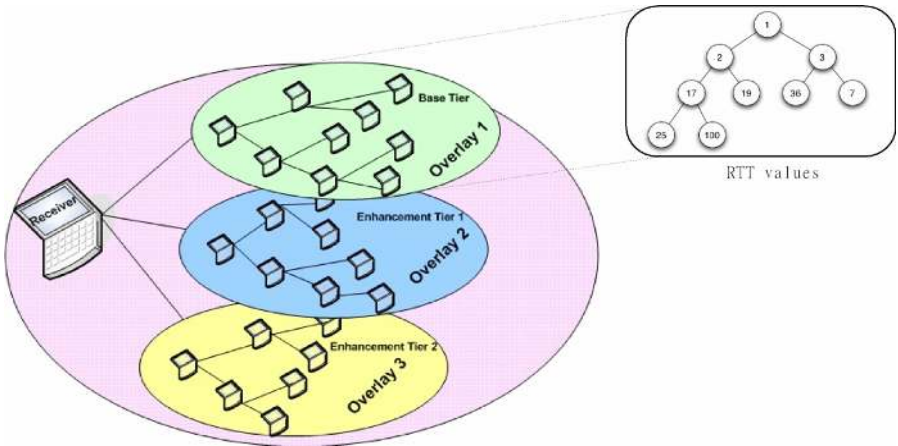 1
2 3
17 19 36 7
25 100
RTT values
Base Tier
Overlay 1
Receiver
Enhancement Tier 1
Overlay 2
Enhancement Tier 2
Overlay 3